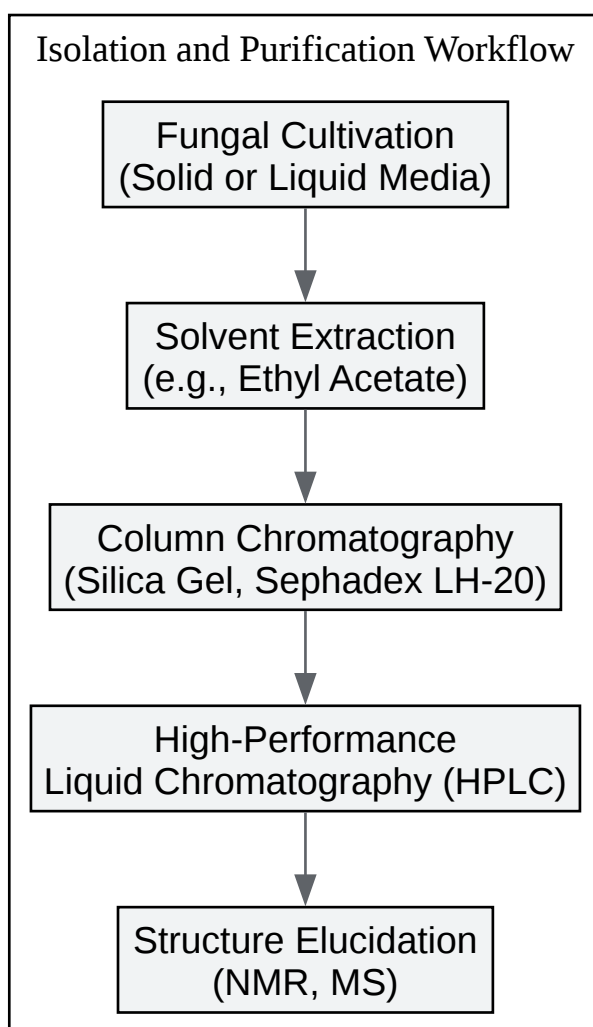 Isolation and Purification Workflow
Fungal Cultivation
(Solid or Liquid Media)
Solvent Extraction
(e.g., Ethyl Acetate)
Column Chromatography
(Silica Gel, Sephadex LH-20)
High-Performance
Liquid Chromatography (HPLC)
Structure Elucidation
(NMR, MS)